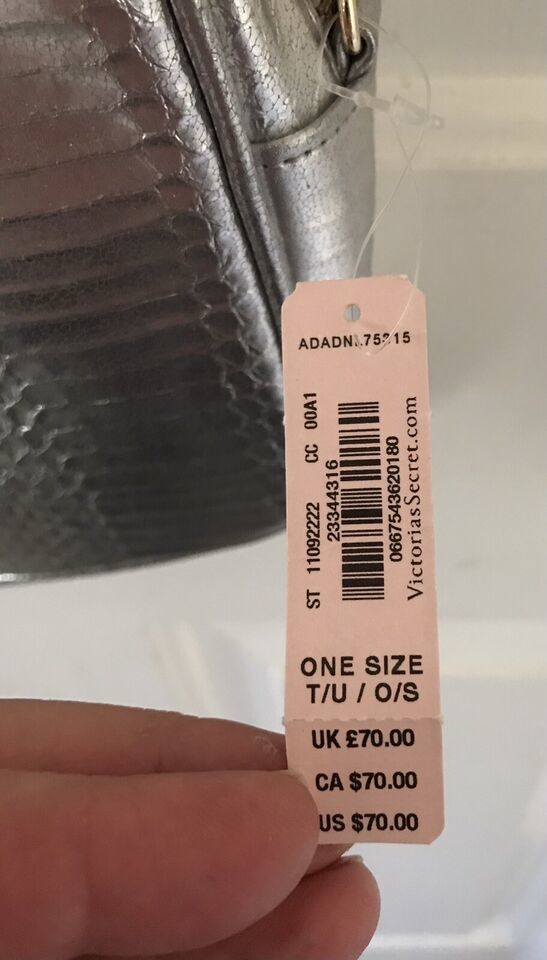 ST 11092222 CC 00A1
23344316
0667543620180
VictoriasSecret.com
ONE SIZE
T/U / O/S
UK £70.00
CA $70.00
US $70.00